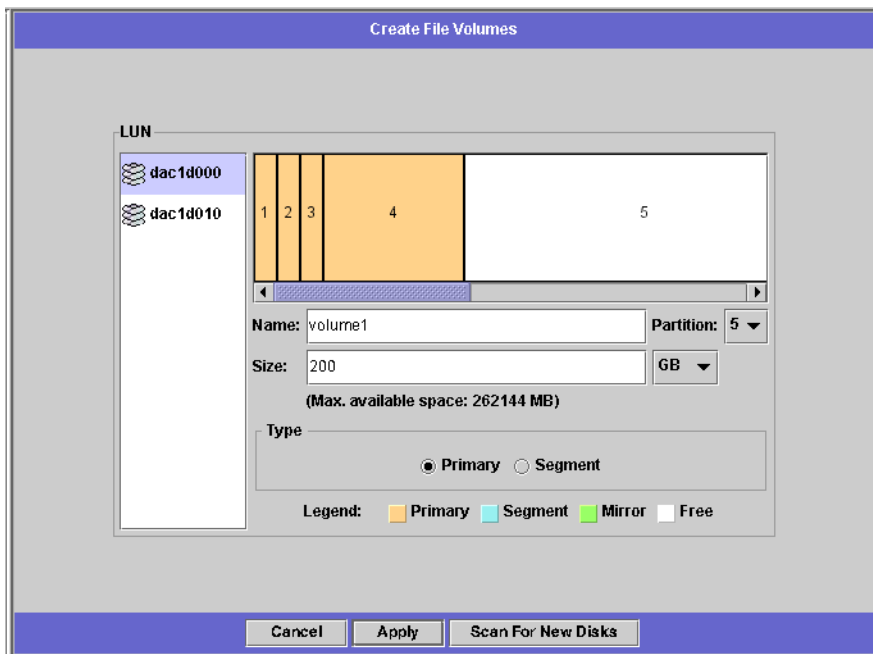 Create File Volumes
LUN
dac1d000
dac1d010
1 2 3 4 5
Name: volume1 Partition: 5
Size: 200 GB
(Max. available space: 262144 MB)
Type
Primary Segment
Legend: Primary Segment Mirror Free
Cancel Apply Scan For New Disks